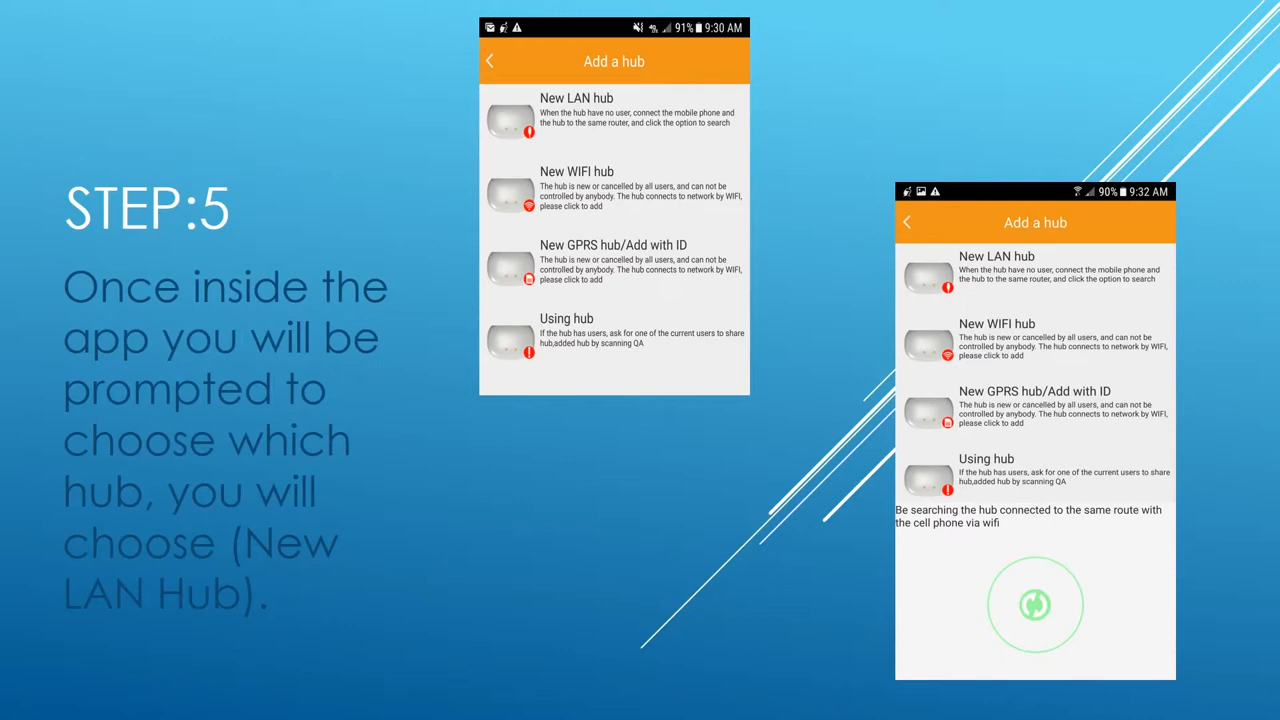 STEP:5
Once inside the
app you will be
prompted to
choose which
hub, you will
choose (New
LAN Hub).
91% 9:30 AM
Add a hub
New LAN hub
When the hub have no user, connect the mobile phone and
the hub to the same router, and click the option to search
New WIFI hub
The hub is new or cancelled by all users, and can not be
controlled by anybody. The hub connects to network by WIFI,
please click to add
New GPRS hub/Add with ID
The hub is new or cancelled by all users, and can not be
controlled by anybody. The hub connects to network by WIFI,
please click to add
Using hub
If the hub has users, ask for one of the current users to share
hub,added hub by scanning QA
90% 9:32 AM
Add a hub
New LAN hub
When the hub have no user, connect the mobile phone and
the hub to the same router, and click the option to search
New WIFI hub
The hub is new or cancelled by all users, and can not be
controlled by anybody. The hub connects to network by WIFI,
please click to add
New GPRS hub/Add with ID
The hub is new or cancelled by all users, and can not be
controlled by anybody. The hub connects to network by WIFI,
please click to add
Using hub
If the hub has users, ask for one of the current users to share
hub,added hub by scanning QA
Be searching the hub connected to the same route with
the cell phone via wifi